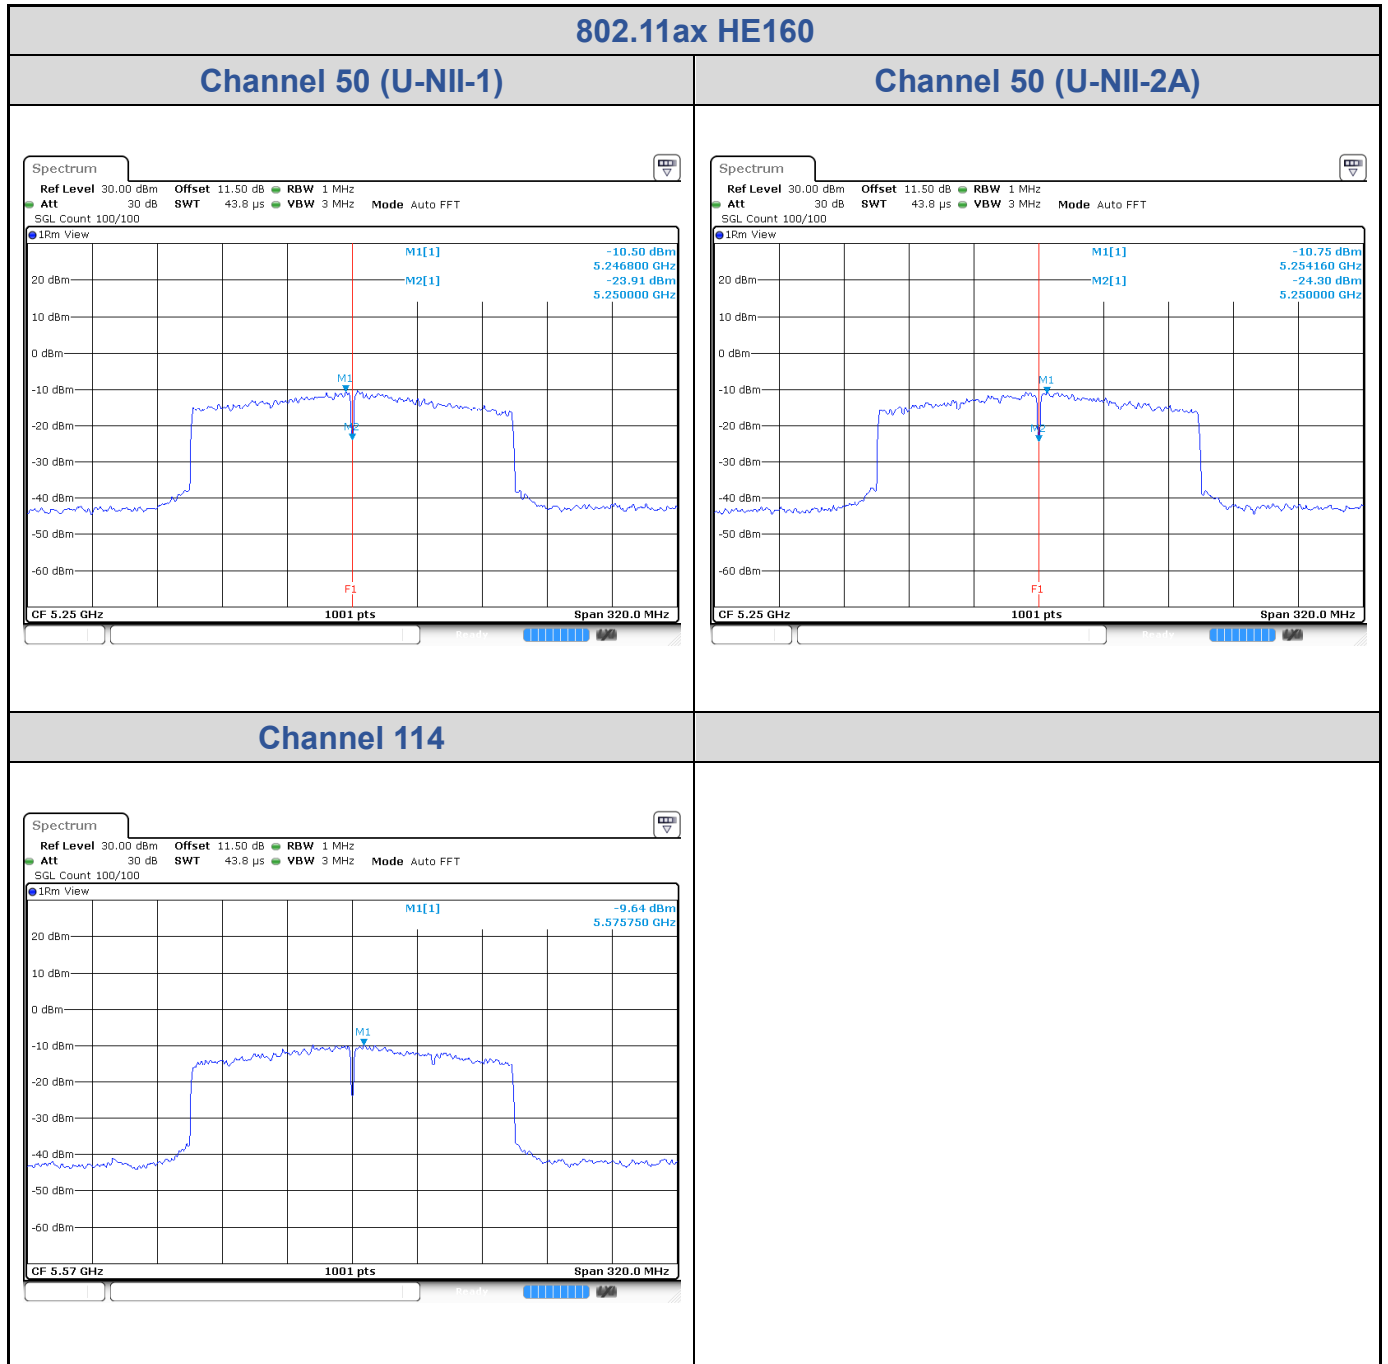 802.11ax HE160
Channel 50 (U-NII-1)
Channel 50 (U-NII-2A)
Spectrum
Ref Level 30.00 dBm Offset 11.50 dB RBW 1 MHz
Att 30 dB SWT 43.8 µs VBW 3 MHz Mode Auto FFT
SGL Count 100/100
1Rm View
M1[1] -10.50 dBm
5.246800 GHz
20 dBm M2[1] -23.91 dBm
5.250000 GHz
10 dBm
0 dBm
M1
-10 dBm
-20 dBm M2
-30 dBm
-40 dBm
-50 dBm
-60 dBm
F1
CF 5.25 GHz 1001 pts Span 320.0 MHz
Ready
Spectrum
Ref Level 30.00 dBm Offset 11.50 dB RBW 1 MHz
Att 30 dB SWT 43.8 µs VBW 3 MHz Mode Auto FFT
SGL Count 100/100
1Rm View
M1[1] -10.75 dBm
5.254160 GHz
20 dBm M2[1] -24.30 dBm
5.250000 GHz
10 dBm
0 dBm
M1
-10 dBm
-20 dBm M2
-30 dBm
-40 dBm
-50 dBm
-60 dBm
F1
CF 5.25 GHz 1001 pts Span 320.0 MHz
Ready
Channel 114
Spectrum
Ref Level 30.00 dBm Offset 11.50 dB RBW 1 MHz
Att 30 dB SWT 43.8 µs VBW 3 MHz Mode Auto FFT
SGL Count 100/100
1Rm View
M1[1] -9.64 dBm
5.575750 GHz
20 dBm
10 dBm
0 dBm
M1
-10 dBm
-20 dBm
-30 dBm
-40 dBm
-50 dBm
-60 dBm
CF 5.57 GHz 1001 pts Span 320.0 MHz
Ready